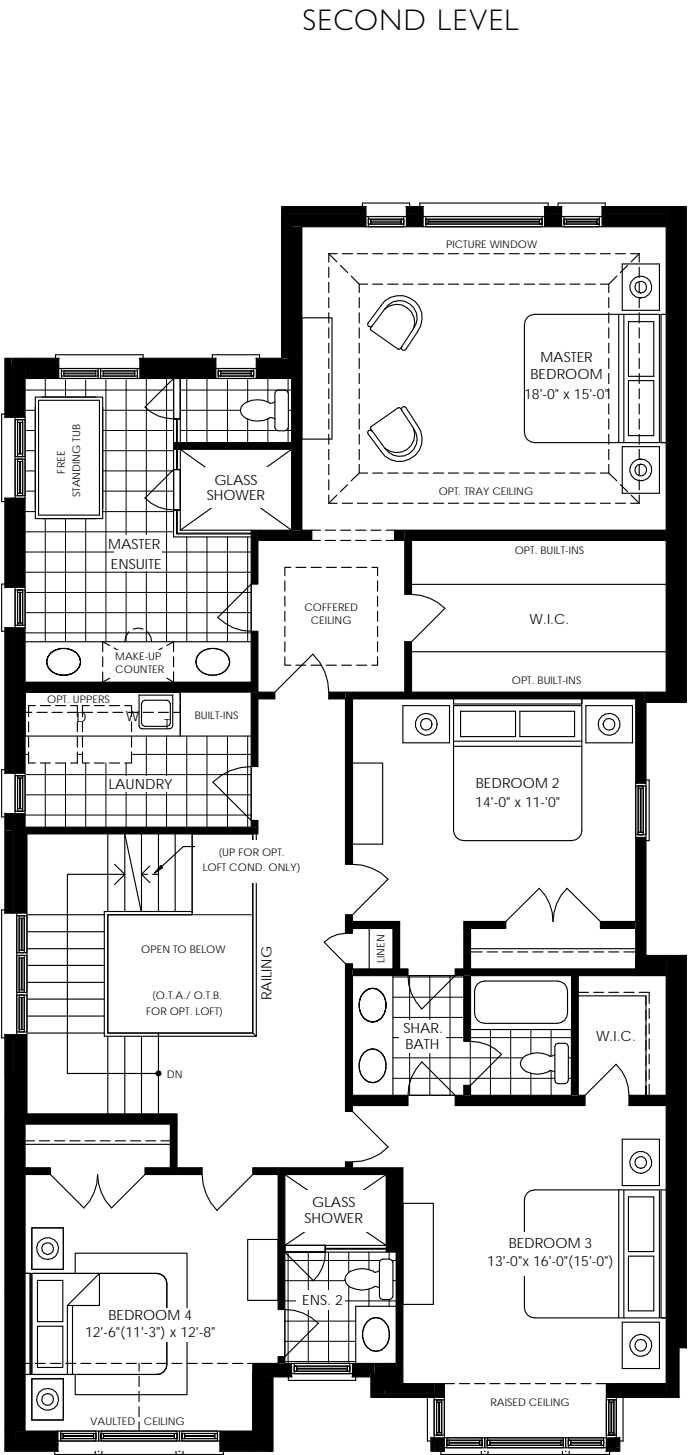 SECOND LEVEL
PICTURE WINDOW
MASTER
BEDROOM
18'-0" x 15'-0"
OPT. TRAY CEILING
FREE
STANDING TUB
GLASS
SHOWER
MASTER
ENSUITE
COFFERED
CEILING
OPT. BUILT-INS
W.I.C.
OPT. BUILT-INS
MAKE-UP
COUNTER
OPT. UPPERS
D
W
T
BUILT-INS
LAUNDRY
BEDROOM 2
14'-0" x 11-'0"
(UP FOR OPT.
LOFT COND. ONLY)
OPEN TO BELOW
(O.T.A./ O.T.B.
FOR OPT. LOFT)
RAILING
LINEN
SHAR.
BATH
W.I.C.
DN
GLASS
SHOWER
BEDROOM 3
13'-0"x 16'-0"(15'-0")
ENS. 2
BEDROOM 4
12'-6"(11'-3") x 12'-8"
RAISED CEILING
VAULTED CEILING